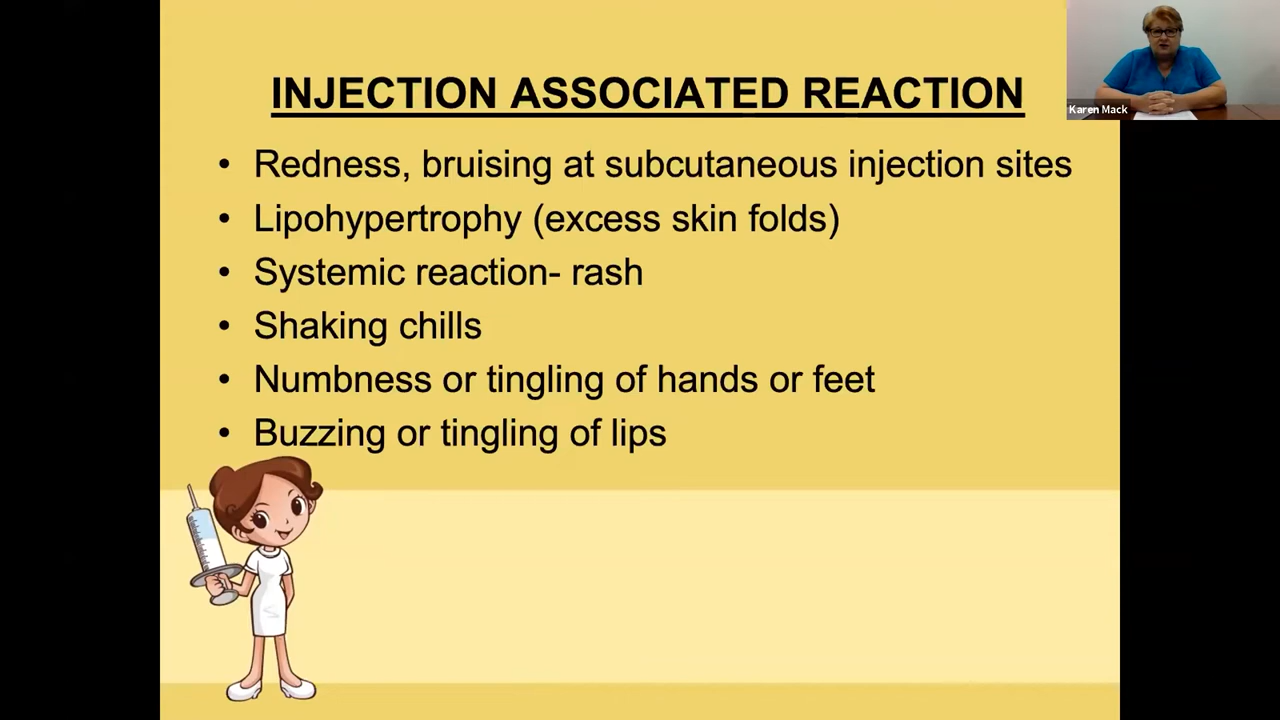 INJECTION ASSOCIATED REACTION
• Redness, bruising at subcutaneous injection sites
• Lipohypertrophy (excess skin folds)
• Systemic reaction- rash
• Shaking chills
• Numbness or tingling of hands or feet
• Buzzing or tingling of lips
Karen Mack